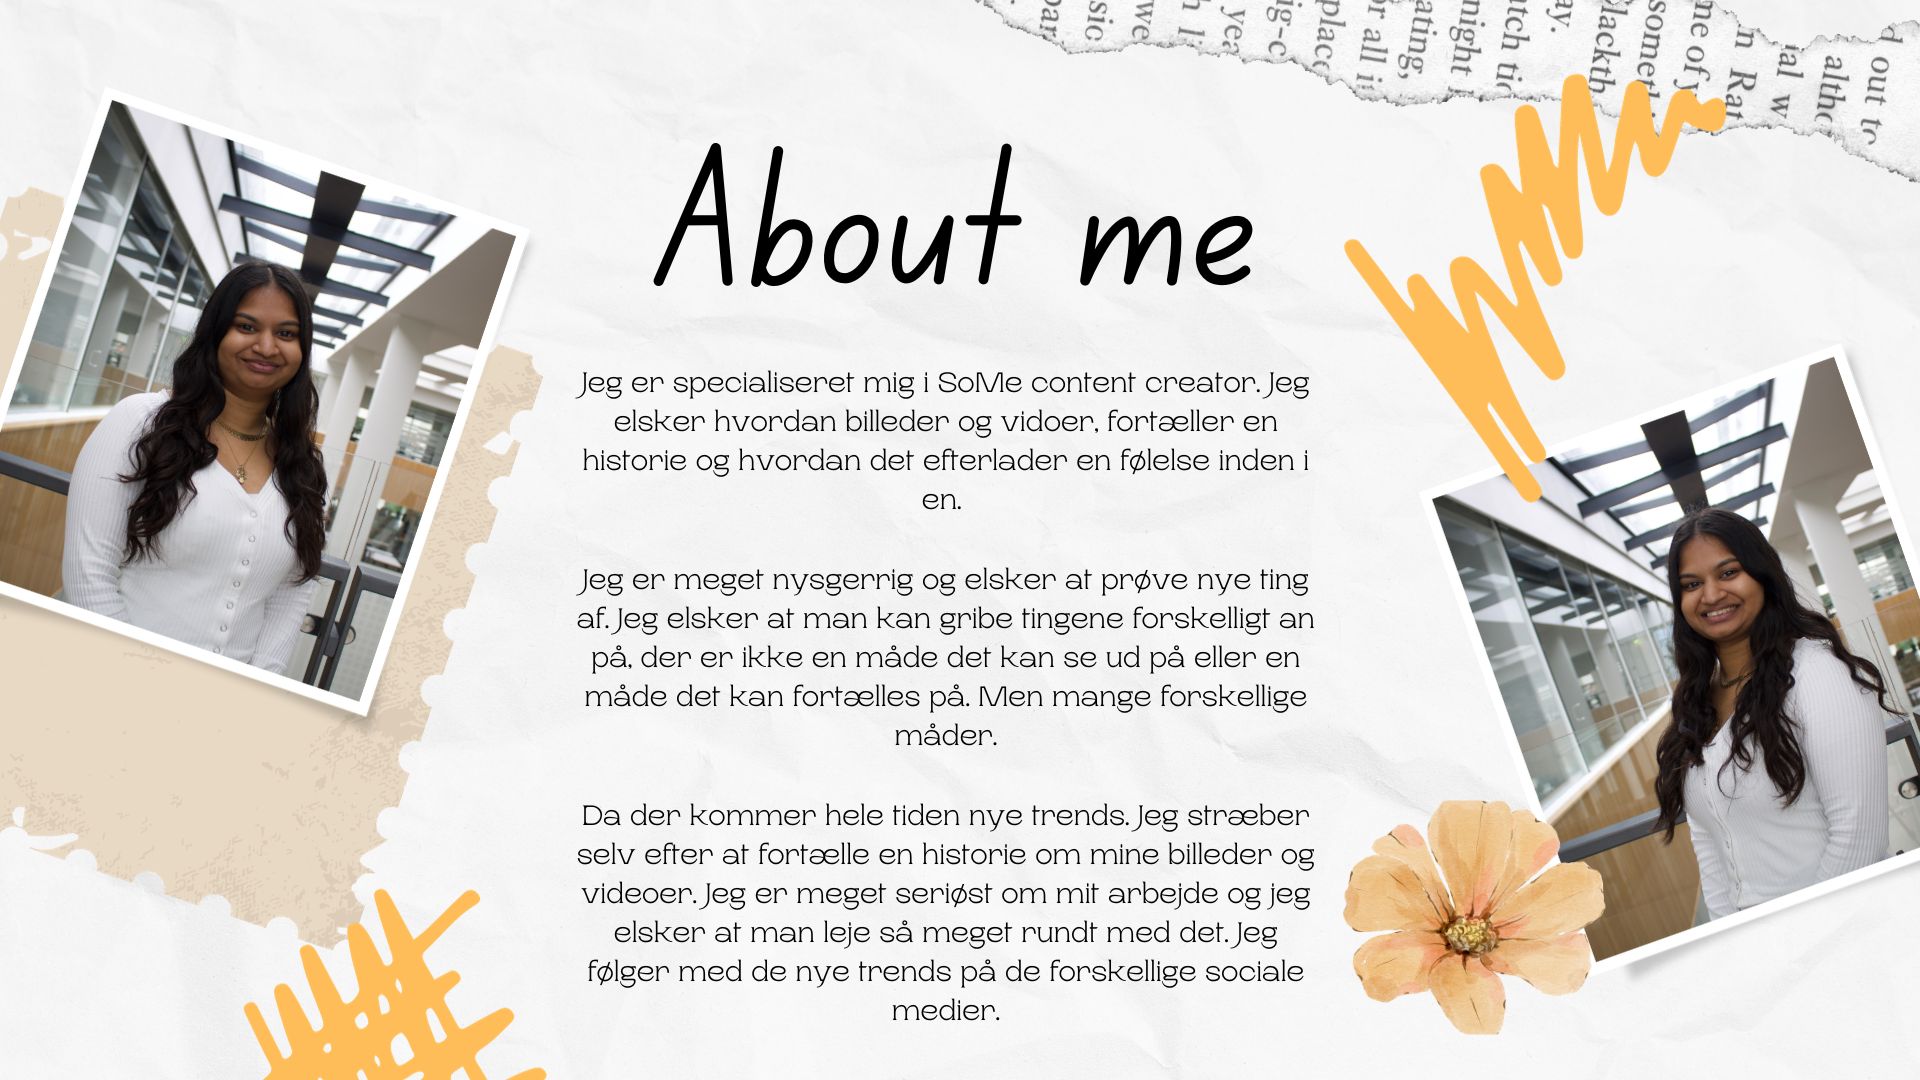 About me
Jeg er specialiseret mig i SoMe content creator. Jeg
elsker hvordan billeder og vidoer, fortæller en
historie og hvordan det efterlader en følelse inden i
en.
Jeg er meget nysgerrig og elsker at prøve nye ting
af. Jeg elsker at man kan gribe tingene forskelligt an
på, der er ikke en måde det kan se ud på eller en
måde det kan fortælles på. Men mange forskellige
måder.
Da der kommer hele tiden nye trends. Jeg stræber
selv efter at fortælle en historie om mine billeder og
videoer. Jeg er meget seriøst om mit arbejde og jeg
elsker at man leje så meget rundt med det. Jeg
følger med de nye trends på de forskellige sociale
medier.